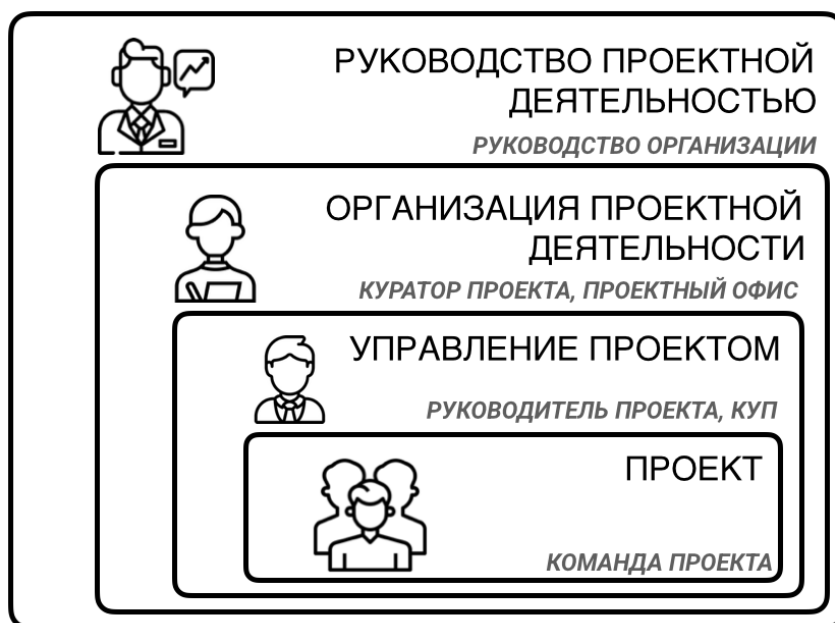 РУКОВОДСТВО ПРОЕКТНОЙ
ДЕЯТЕЛЬНОСТЬЮ
РУКОВОДСТВО ОРГАНИЗАЦИИ
ОРГАНИЗАЦИЯ ПРОЕКТНОЙ
ДЕЯТЕЛЬНОСТИ
КУРАТОР ПРОЕКТА, ПРОЕКТНЫЙ ОФИС
УПРАВЛЕНИЕ ПРОЕКТОМ
РУКОВОДИТЕЛЬ ПРОЕКТА, КУП
ПРОЕКТ
КОМАНДА ПРОЕКТА